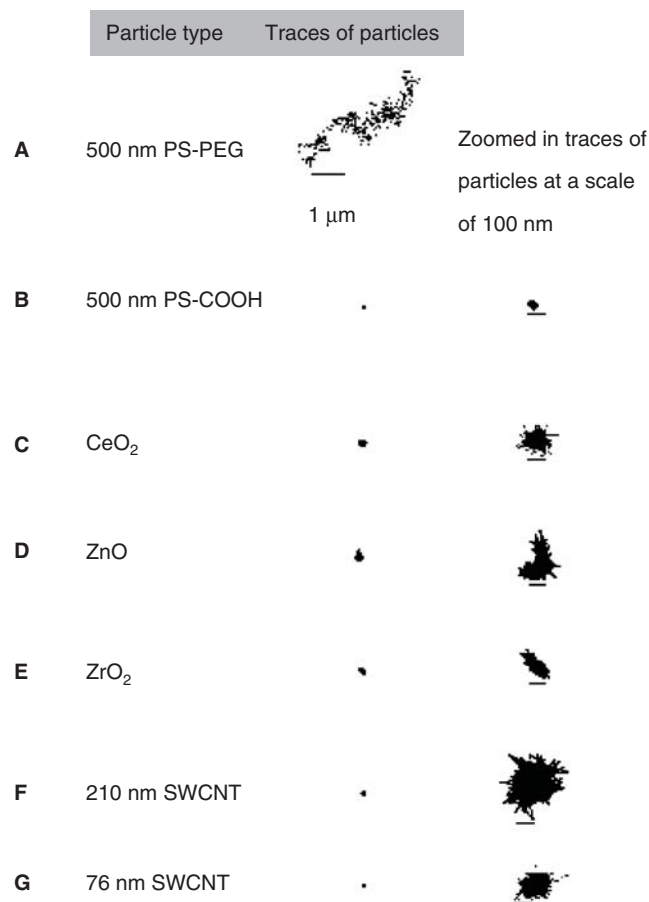 Particle type Traces of particles
A 500 nm PS-PEG
Zoomed in traces of
particles at a scale
of 100 nm
1 μm
B 500 nm PS-COOH
C CeO₂
D ZnO
E ZrO₂
F 210 nm SWCNT
G 76 nm SWCNT